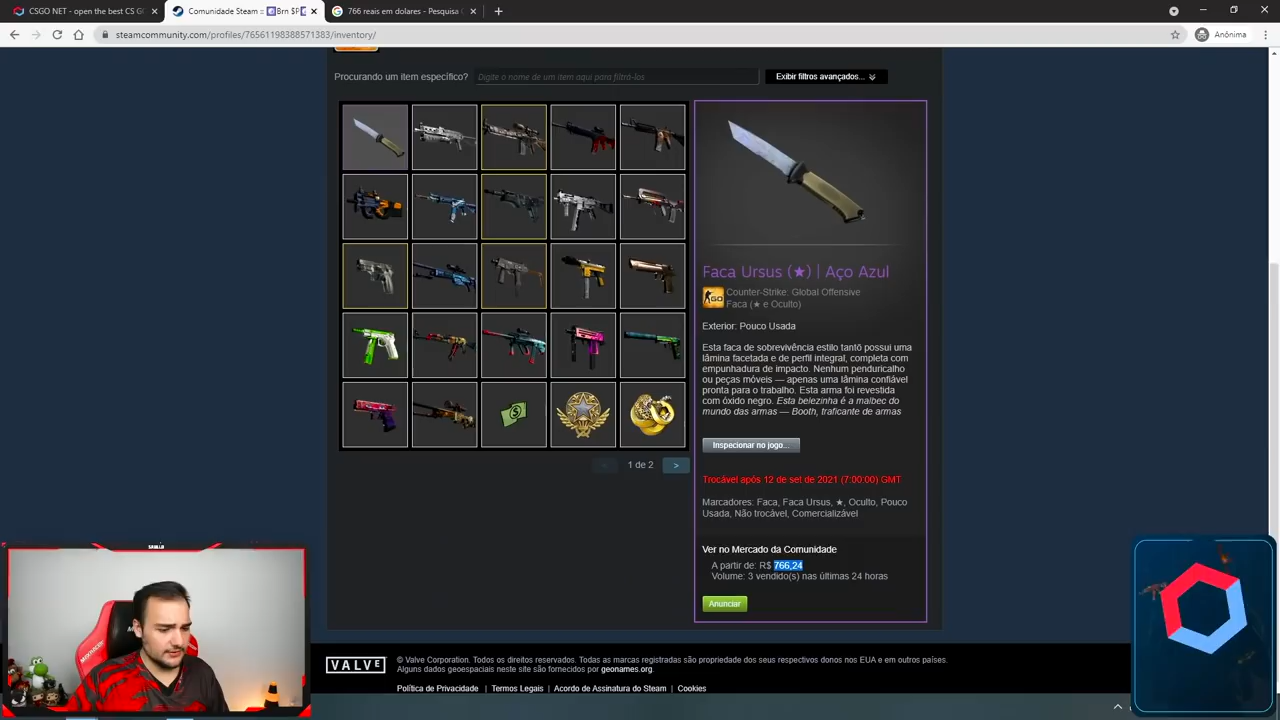 CSGO NET - open the best CS G
Comunidade Steam ::
Brn $P
766 reais em dolares - Pesquisa
steamcommunity.com/profiles/76561198388571383/inventory/
Anônima
Procurando um item específico?
Digite o nome de um item aqui para filtrá-los
Exibir filtros avançados...
Faca Ursus (★) | Aço Azul
GO
Counter-Strike: Global Offensive
Faca (★ e Oculto)
Exterior: Pouco Usada
Esta faca de sobrevivência estilo tantō possui uma
lâmina facetada e de perfil integral, completa com
empunhadura de impacto. Nenhum penduricalho
ou peças móveis — apenas uma lâmina confiável
pronta para o trabalho. Esta arma foi revestida
com óxido negro. Esta belezinha é a malbec do
mundo das armas — Booth, traficante de armas
Inspecionar no jogo...
1 de 2
>
Trocável após 12 de set de 2021 (7:00:00) GMT
Marcadores: Faca, Faca Ursus, ★, Oculto, Pouco
Usada, Não trocável, Comercializável
Ver no Mercado da Comunidade
A partir de: R$ 766,24
Volume: 3 vendido(s) nas últimas 24 horas
Anunciar
VALVE
© Valve Corporation. Todos os direitos reservados. Todas as marcas registradas são propriedade dos seus respectivos donos nos EUA e em outros países.
Alguns dados geoespaciais neste site são fornecidos por geonames.org.
Política de Privacidade | Termos Legais | Acordo de Assinatura do Steam | Cookies